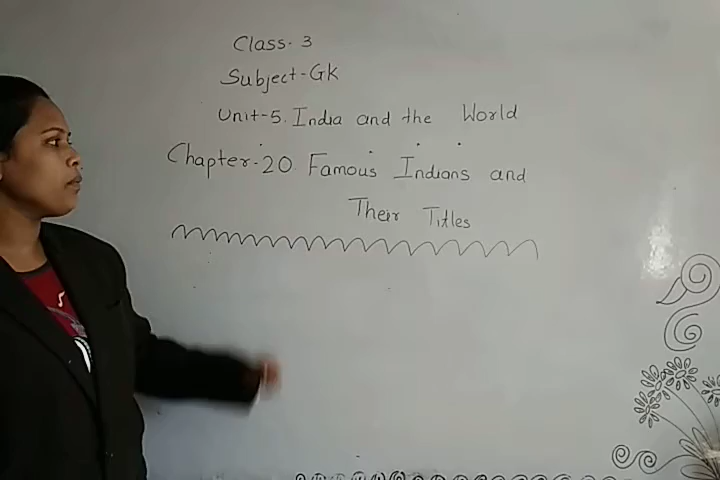 Class- 3
Subject-GK
Unit-5. India and the World
Chapter-20. Famous Indians and
Their Titles